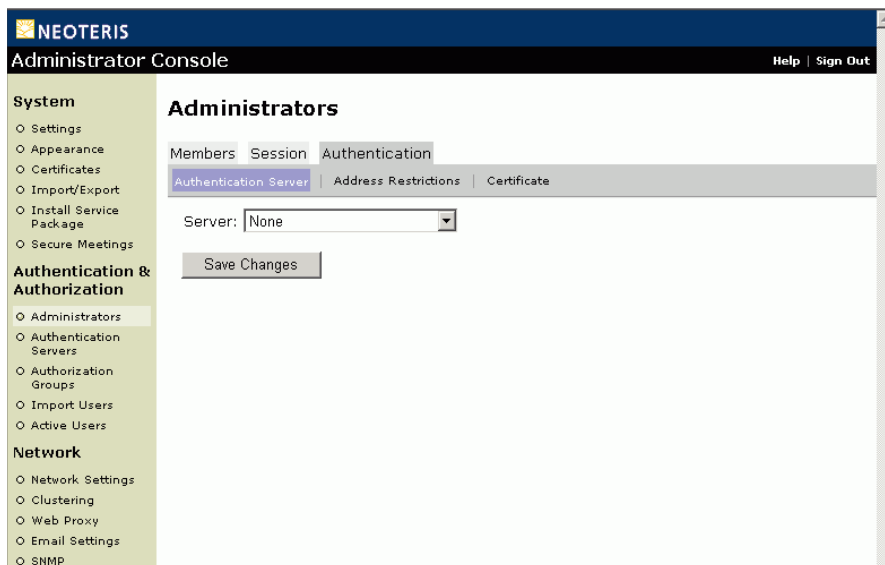 NEOTERIS
Administrator Console
Help | Sign Out
System
Settings
Appearance
Certificates
Import/Export
Install Service
Package
Secure Meetings
Authentication &
Authorization
Administrators
Authentication
Servers
Authorization
Groups
Import Users
Active Users
Network
Network Settings
Clustering
Web Proxy
Email Settings
SNMP
Administrators
Members Session Authentication
Authentication Server | Address Restrictions | Certificate
Server: None
Save Changes